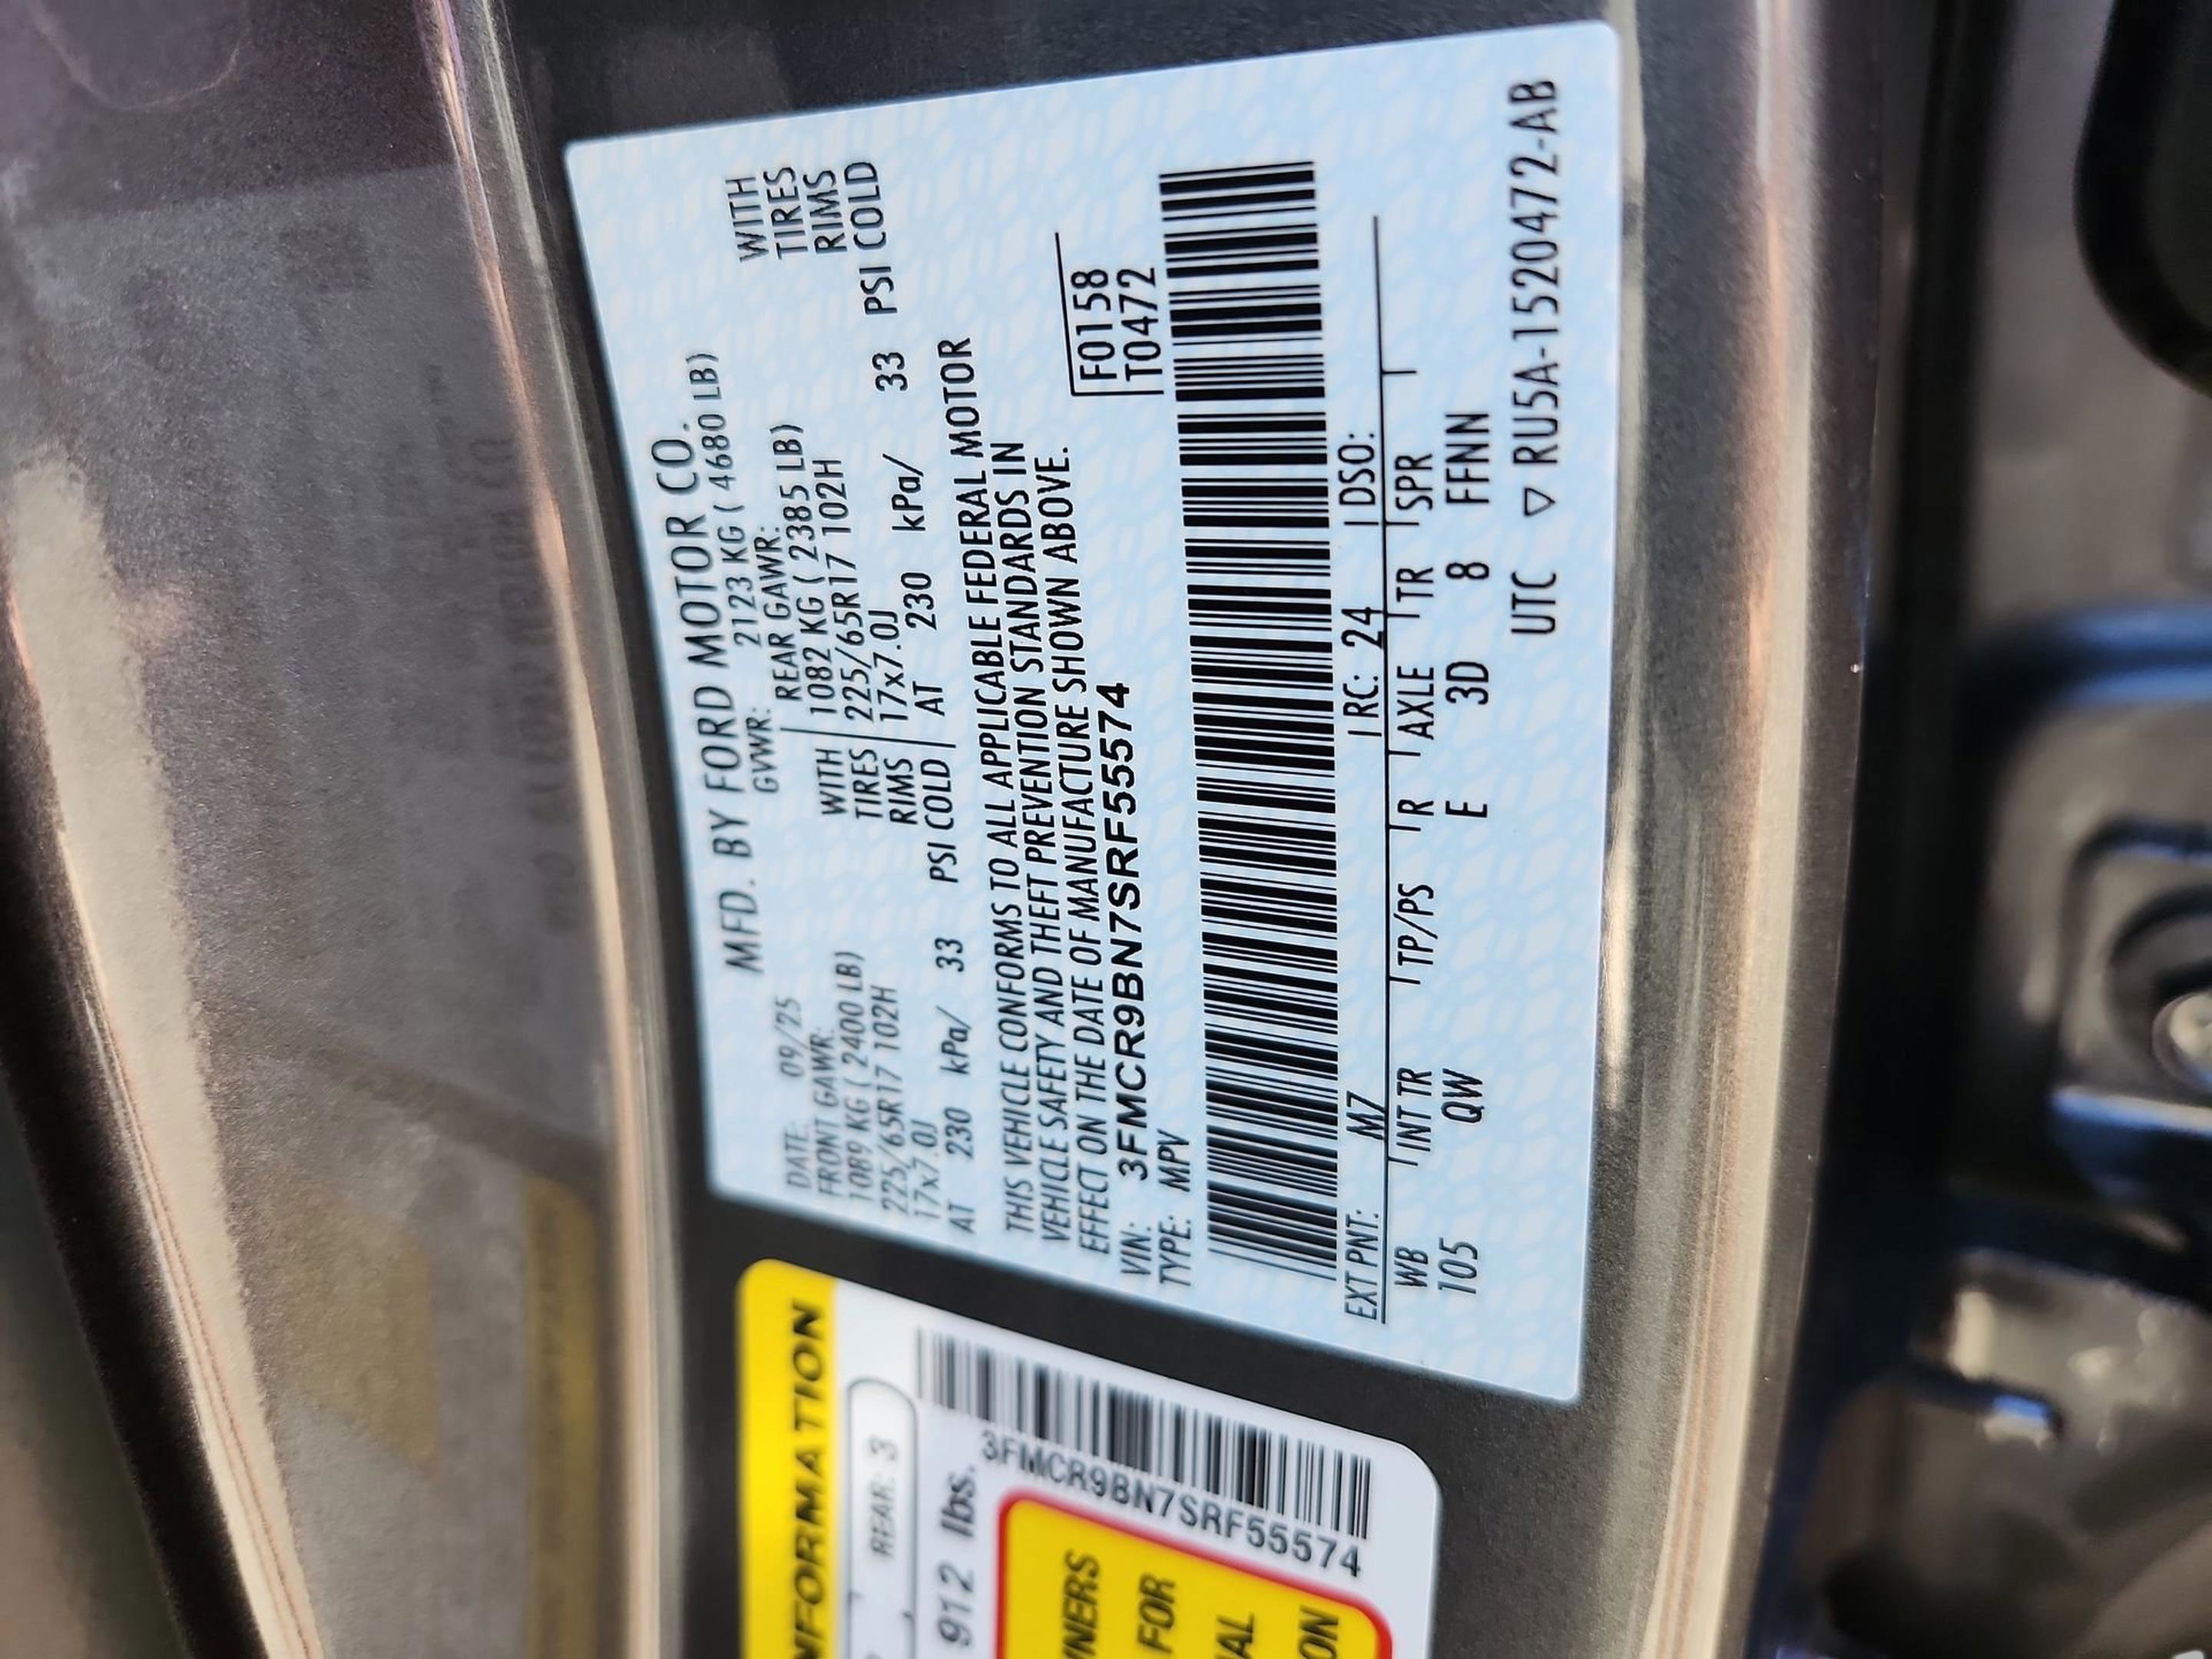 MFD. BY FORD MOTOR CO.
DATE: 09/25 GVWR: 2123 KG ( 4680 LB)
FRONT GAWR: REAR GAWR:
1089 KG ( 2400 LB) WITH 1082 KG ( 2385 LB) WITH
225/65R17 102H TIRES 225/65R17 102H TIRES
17x7.0J RIMS 17x7.0J RIMS
AT 230 kPa/ 33 PSI COLD AT 230 kPa/ 33 PSI COLD
THIS VEHICLE CONFORMS TO ALL APPLICABLE FEDERAL MOTOR
VEHICLE SAFETY AND THEFT PREVENTION STANDARDS IN
EFFECT ON THE DATE OF MANUFACTURE SHOWN ABOVE.
VIN: 3FMCR9BN7SRF55574 F0158
TYPE: MPV T0472
EXT PNT: M7 RC: 24 DSO:
WB INT TR TP/PS R AXLE TR SPR
105 QW E 3D 8 FFNN
UTC ▽ RU5A-1520472-AB
NFORMATION
REAR: 3
912 lbs.
3FMCR9BN7SRF55574
WNERS
FOR